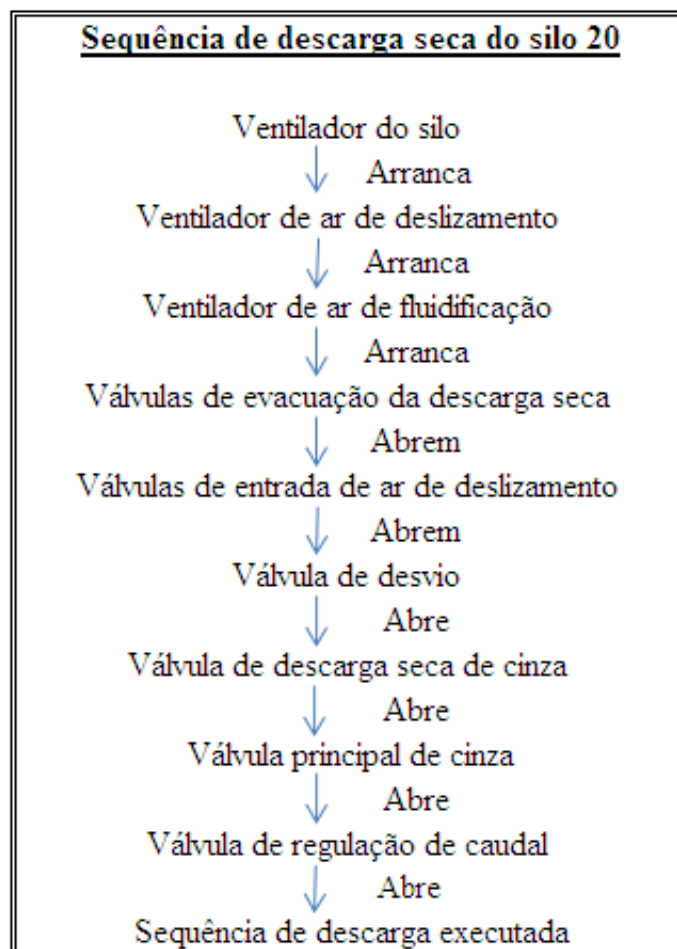 Sequência de descarga seca do silo 20
Ventilador do silo
Arranca
Ventilador de ar de deslizamento
Arranca
Ventilador de ar de fluidificação
Arranca
Válvulas de evacuação da descarga seca
Abrem
Válvulas de entrada de ar de deslizamento
Abrem
Válvula de desvio
Abre
Válvula de descarga seca de cinza
Abre
Válvula principal de cinza
Abre
Válvula de regulação de caudal
Abre
Sequência de descarga executada